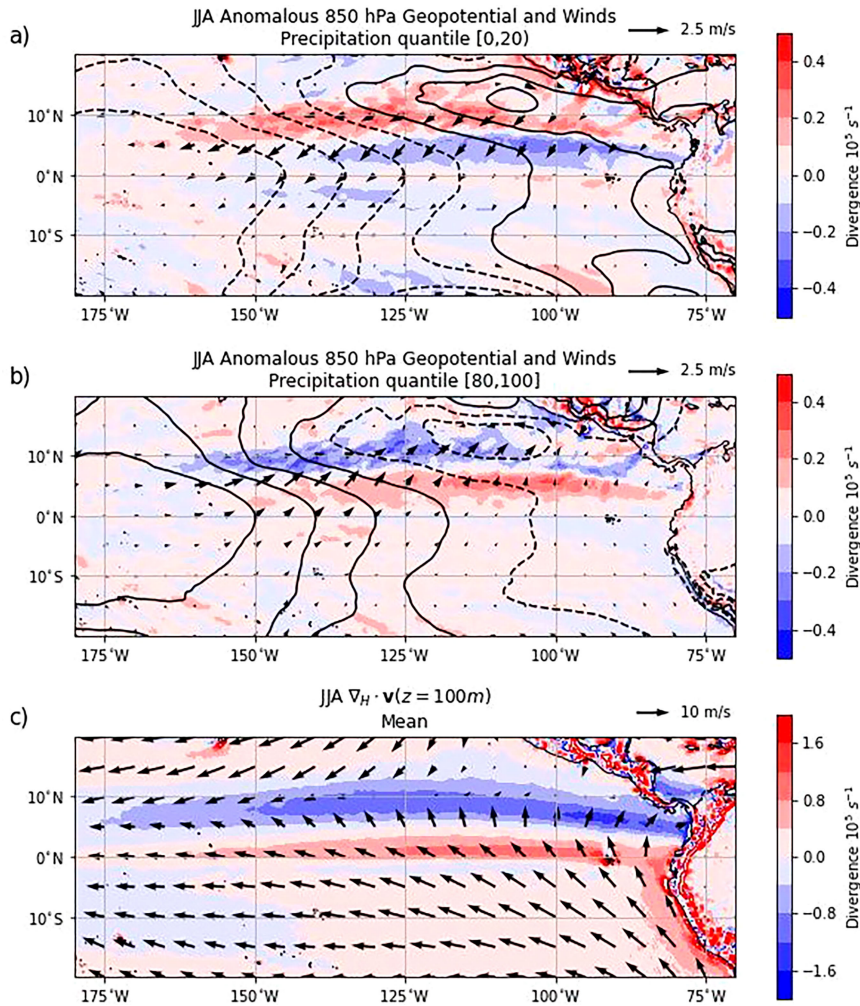 a)
JJA Anomalous 850 hPa Geopotential and Winds
Precipitation quantile [0,20)
2.5 m/s
10°N
0°N
10°S
175°W 150°W 125°W 100°W 75°W
0.4
0.2
0.0
−0.2
−0.4
Divergence 10⁵ s⁻¹
b)
JJA Anomalous 850 hPa Geopotential and Winds
Precipitation quantile [80,100]
2.5 m/s
10°N
0°N
10°S
175°W 150°W 125°W 100°W 75°W
0.4
0.2
0.0
−0.2
−0.4
Divergence 10⁵ s⁻¹
c)
JJA ∇H · v(z = 100m)
Mean
10 m/s
10°N
0°N
10°S
175°W 150°W 125°W 100°W 75°W
1.6
0.8
0.0
−0.8
−1.6
Divergence 10⁵ s⁻¹